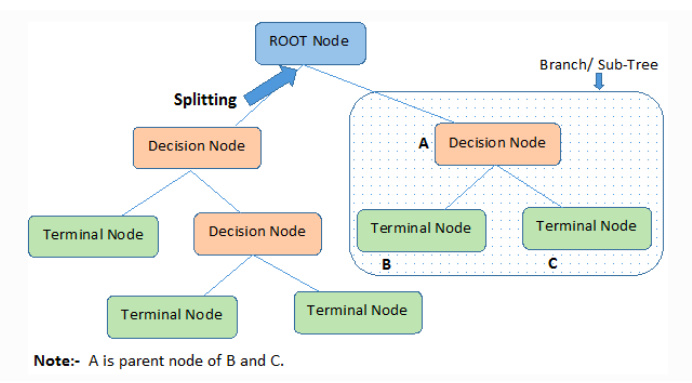 ROOT Node
Branch/ Sub-Tree
Splitting
Decision Node
A
Decision Node
Terminal Node
Decision Node
Terminal Node
Terminal Node
B
C
Terminal Node
Terminal Node
Note:- A is parent node of B and C.